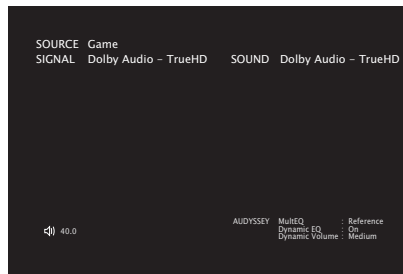 SOURCE Game
SIGNAL Dolby Audio – TrueHD SOUND Dolby Audio – TrueHD
AUDYSSEY MultEQ : Reference
Dynamic EQ : On
Dynamic Volume : Medium
40.0